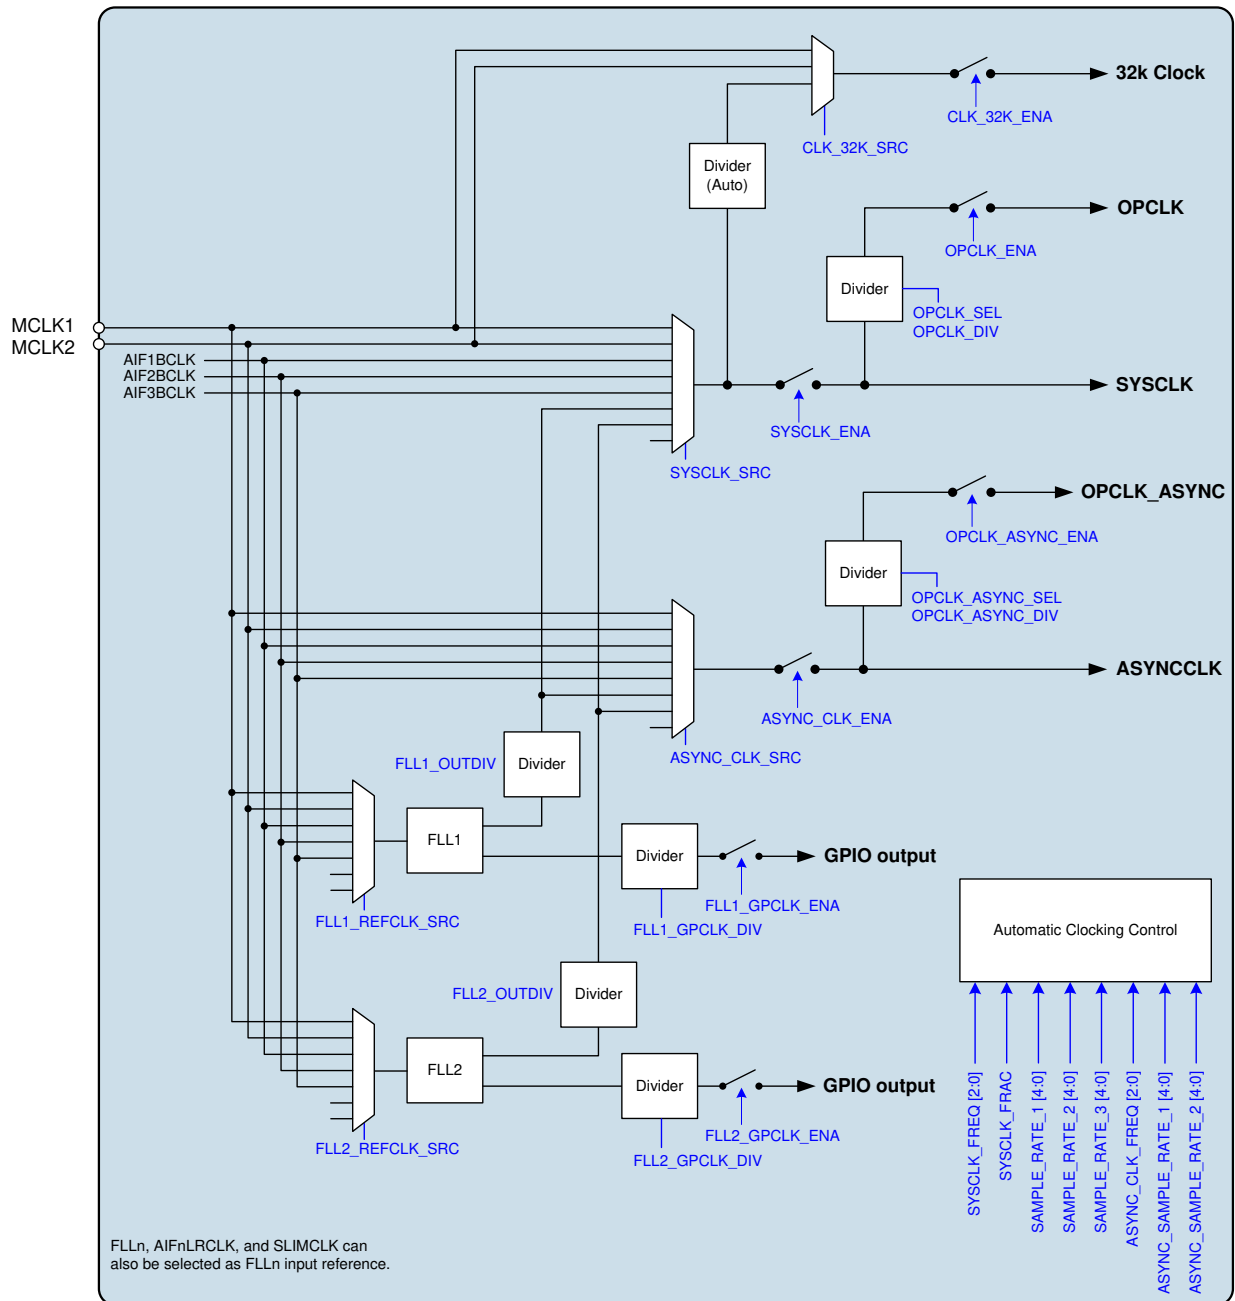 32k Clock
CLK_32K_ENA
CLK_32K_SRC
Divider
(Auto)
OPCLK
OPCLK_ENA
Divider
OPCLK_SEL
OPCLK_DIV
MCLK1
MCLK2
AIF1BCLK
AIF2BCLK
AIF3BCLK
SYSCLK
SYSCLK_ENA
SYSCLK_SRC
OPCLK_ASYNC
OPCLK_ASYNC_ENA
Divider
OPCLK_ASYNC_SEL
OPCLK_ASYNC_DIV
ASYNCCLK
ASYNC_CLK_ENA
ASYNC_CLK_SRC
FLL1_OUTDIV
Divider
FLL1
Divider
GPIO output
FLL1_GPCLK_ENA
FLL1_REFCLK_SRC
FLL1_GPCLK_DIV
Automatic Clocking Control
FLL2_OUTDIV
Divider
FLL2
Divider
GPIO output
FLL2_GPCLK_ENA
FLL2_REFCLK_SRC
FLL2_GPCLK_DIV
SYSCLK_FREQ [2:0]
SYSCLK_FRAC
SAMPLE_RATE_1 [4:0]
SAMPLE_RATE_2 [4:0]
SAMPLE_RATE_3 [4:0]
ASYNC_CLK_FREQ [2:0]
ASYNC_SAMPLE_RATE_1 [4:0]
ASYNC_SAMPLE_RATE_2 [4:0]
FLLn, AIFnLRCLK, and SLIMCLK can
also be selected as FLLn input reference.